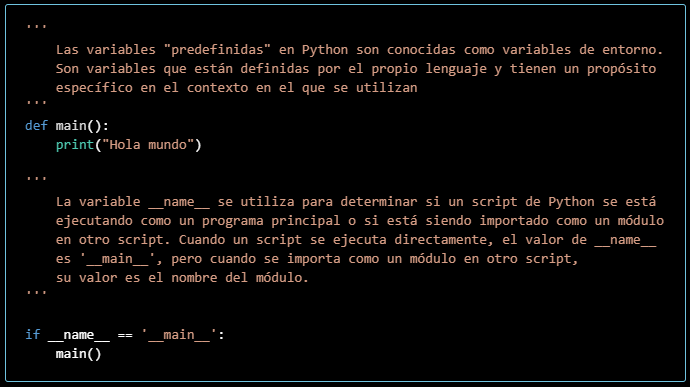 '''
    Las variables "predefinidas" en Python son conocidas como variables de entorno.
    Son variables que están definidas por el propio lenguaje y tienen un propósito
    específico en el contexto en el que se utilizan
'''
def main():
    print("Hola mundo")
'''
    La variable __name__ se utiliza para determinar si un script de Python se está
    ejecutando como un programa principal o si está siendo importado como un módulo
    en otro script. Cuando un script se ejecuta directamente, el valor de __name__
    es '__main__', pero cuando se importa como un módulo en otro script,
    su valor es el nombre del módulo.
'''
if __name__ == '__main__':
    main()